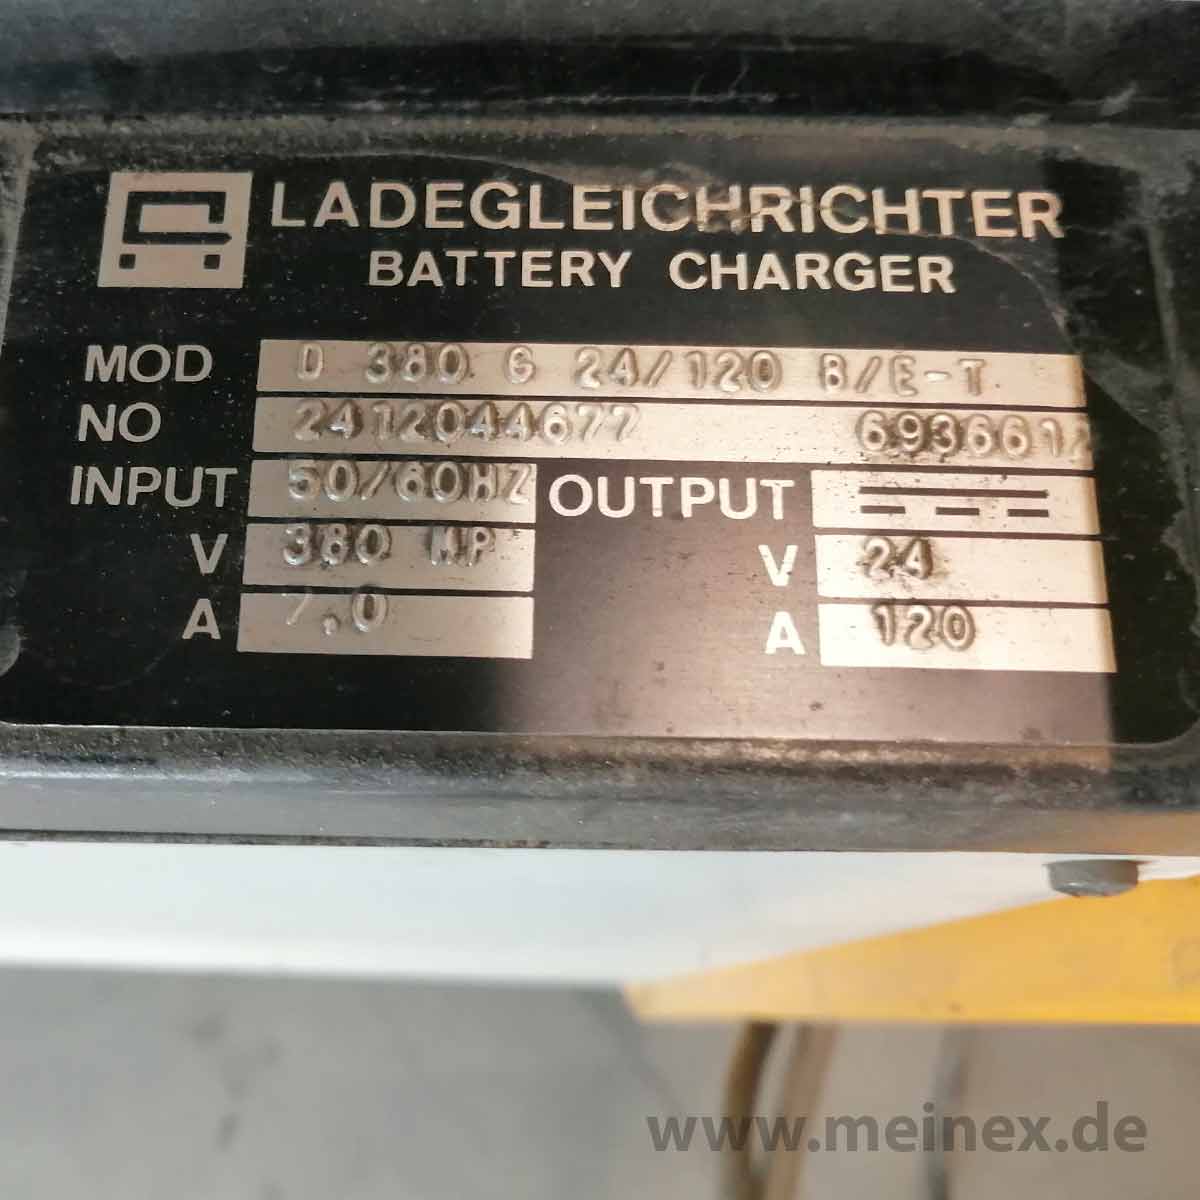 LADEGLEICHRICHTER
BATTERY CHARGER
MOD D 380 G 24/120 B/E-T
NO 2412044677 6936612
INPUT 50/60HZ OUTPUT
V 380 MP V 24
A 7.0 A 120
www.meinex.de